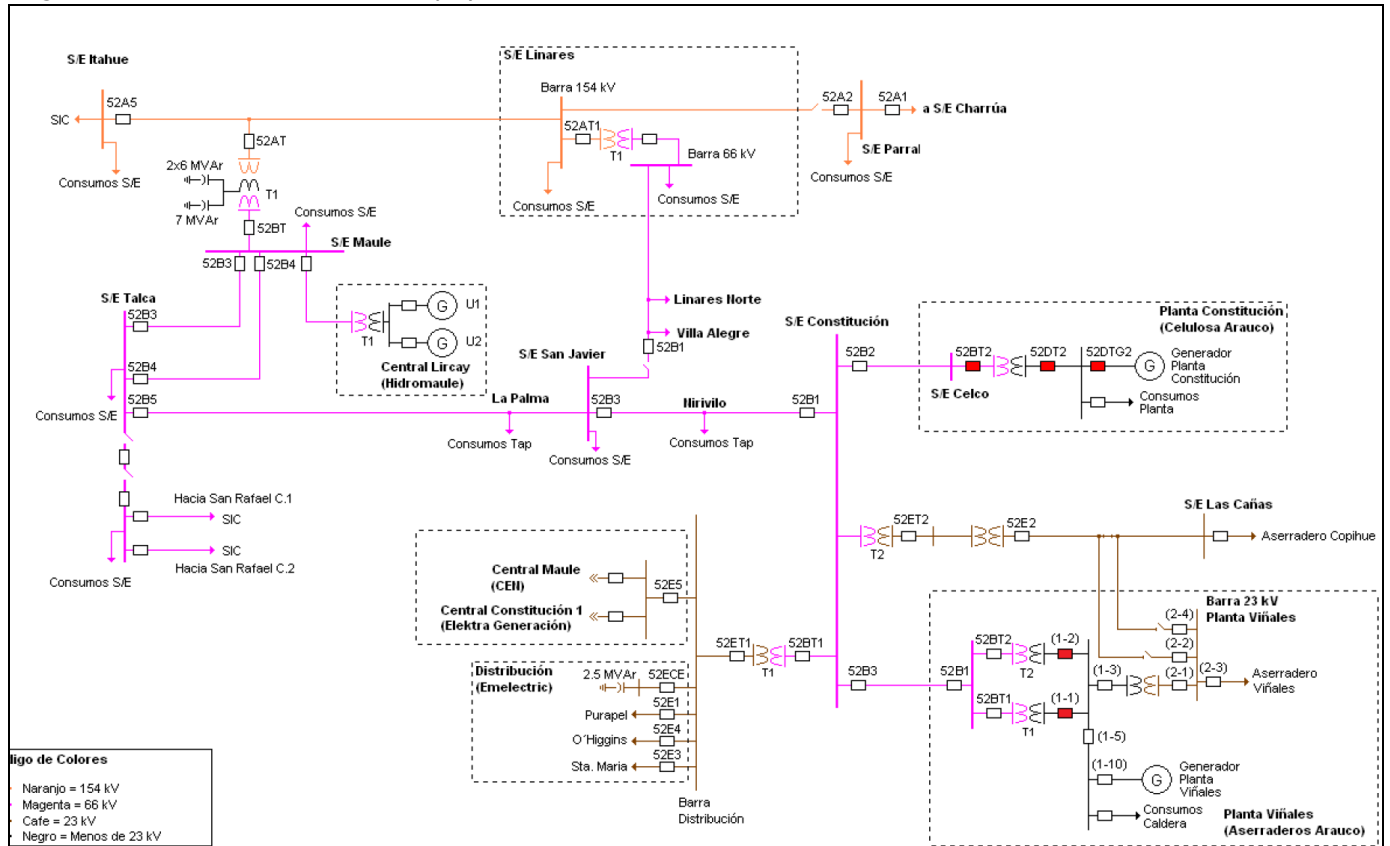 S/E Itahue
52A5
SIC
Consumos S/E
52AT
2x6 MVAr
7 MVAr
T1
52BT
Consumos S/E
S/E Maule
52B3
52B4
S/E Linares
Barra 154 kV
52AT1
T1
Barra 66 kV
Consumos S/E
Consumos S/E
52A2
52A1
a S/E Charrúa
S/E Parral
Consumos S/E
S/E Talca
52B3
52B4
Consumos S/E
52B5
T1
G
U1
G
U2
Central Lircay
(Hidromaule)
Linares Norte
Villa Alegre
52B1
S/E San Javier
La Palma
Consumos Tap
52B3
Consumos S/E
Nirivilo
Consumos Tap
52B1
S/E Constitución
52B2
Planta Constitución
(Celulosa Arauco)
52BT2
52DT2
52DTG2
G
Generador
Planta
Constitución
S/E Celco
Consumos
Planta
Hacia San Rafael C.1
SIC
SIC
Hacia San Rafael C.2
Consumos S/E
52ET2
T2
52E2
S/E Las Cañas
Aserradero Copihue
Central Maule
(CEN)
Central Constitución 1
(Elektra Generación)
52E5
52ET1
52BT1
T1
Distribución
(Emelectric)
2.5 MVAr
52ECE
52E1
Purapel
52E4
O´Higgins
52E3
Sta. Maria
Barra
Distribución
52B3
52B1
Barra 23 kV
Planta Viñales
(2-4)
(2-2)
52BT2
(1-2)
T2
(1-3)
(2-1)
(2-3)
Aserradero
Viñales
52BT1
(1-1)
T1
(1-5)
(1-10)
G
Generador
Planta
Viñales
Consumos
Caldera
Planta Viñales
(Aserraderos Arauco)
ligo de Colores
Naranjo = 154 kV
Magenta = 66 kV
Cafe = 23 kV
Negro = Menos de 23 kV